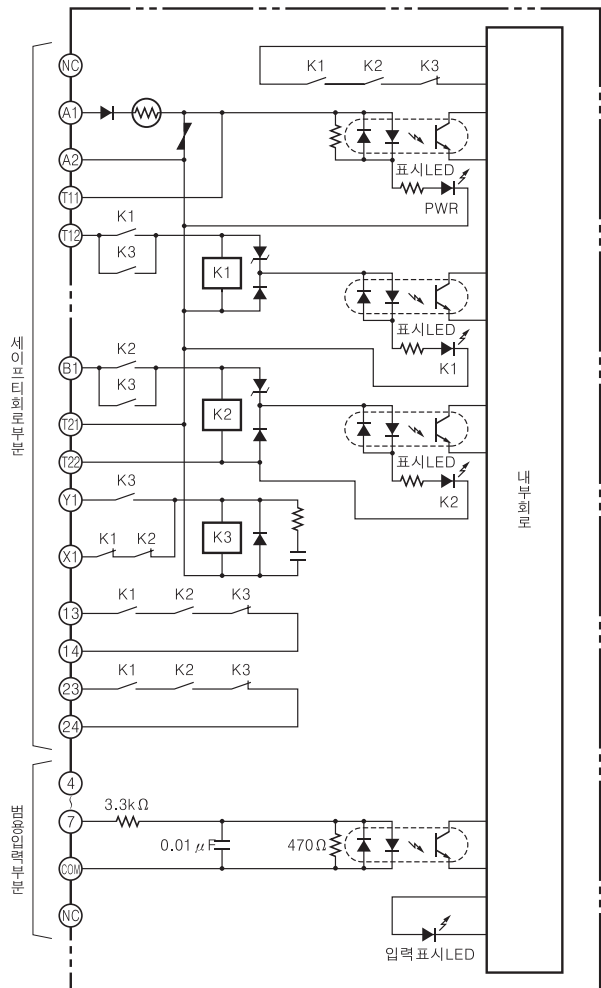 세이프티회로부분
NC
K1 K2 K3
A1
A2
표시LED
T11
PWR
T12
K1
K3
K1
표시LED
K1
B1
K2
K3
K2
T21
표시LED
T22
K2
Y1
K3
K3
X1
K1 K2
13
K1 K2 K3
14
23
K1 K2 K3
24
내부회로
범용입력부분
4
7
3.3kΩ
0.01 μF
470Ω
COM
NC
입력표시LED